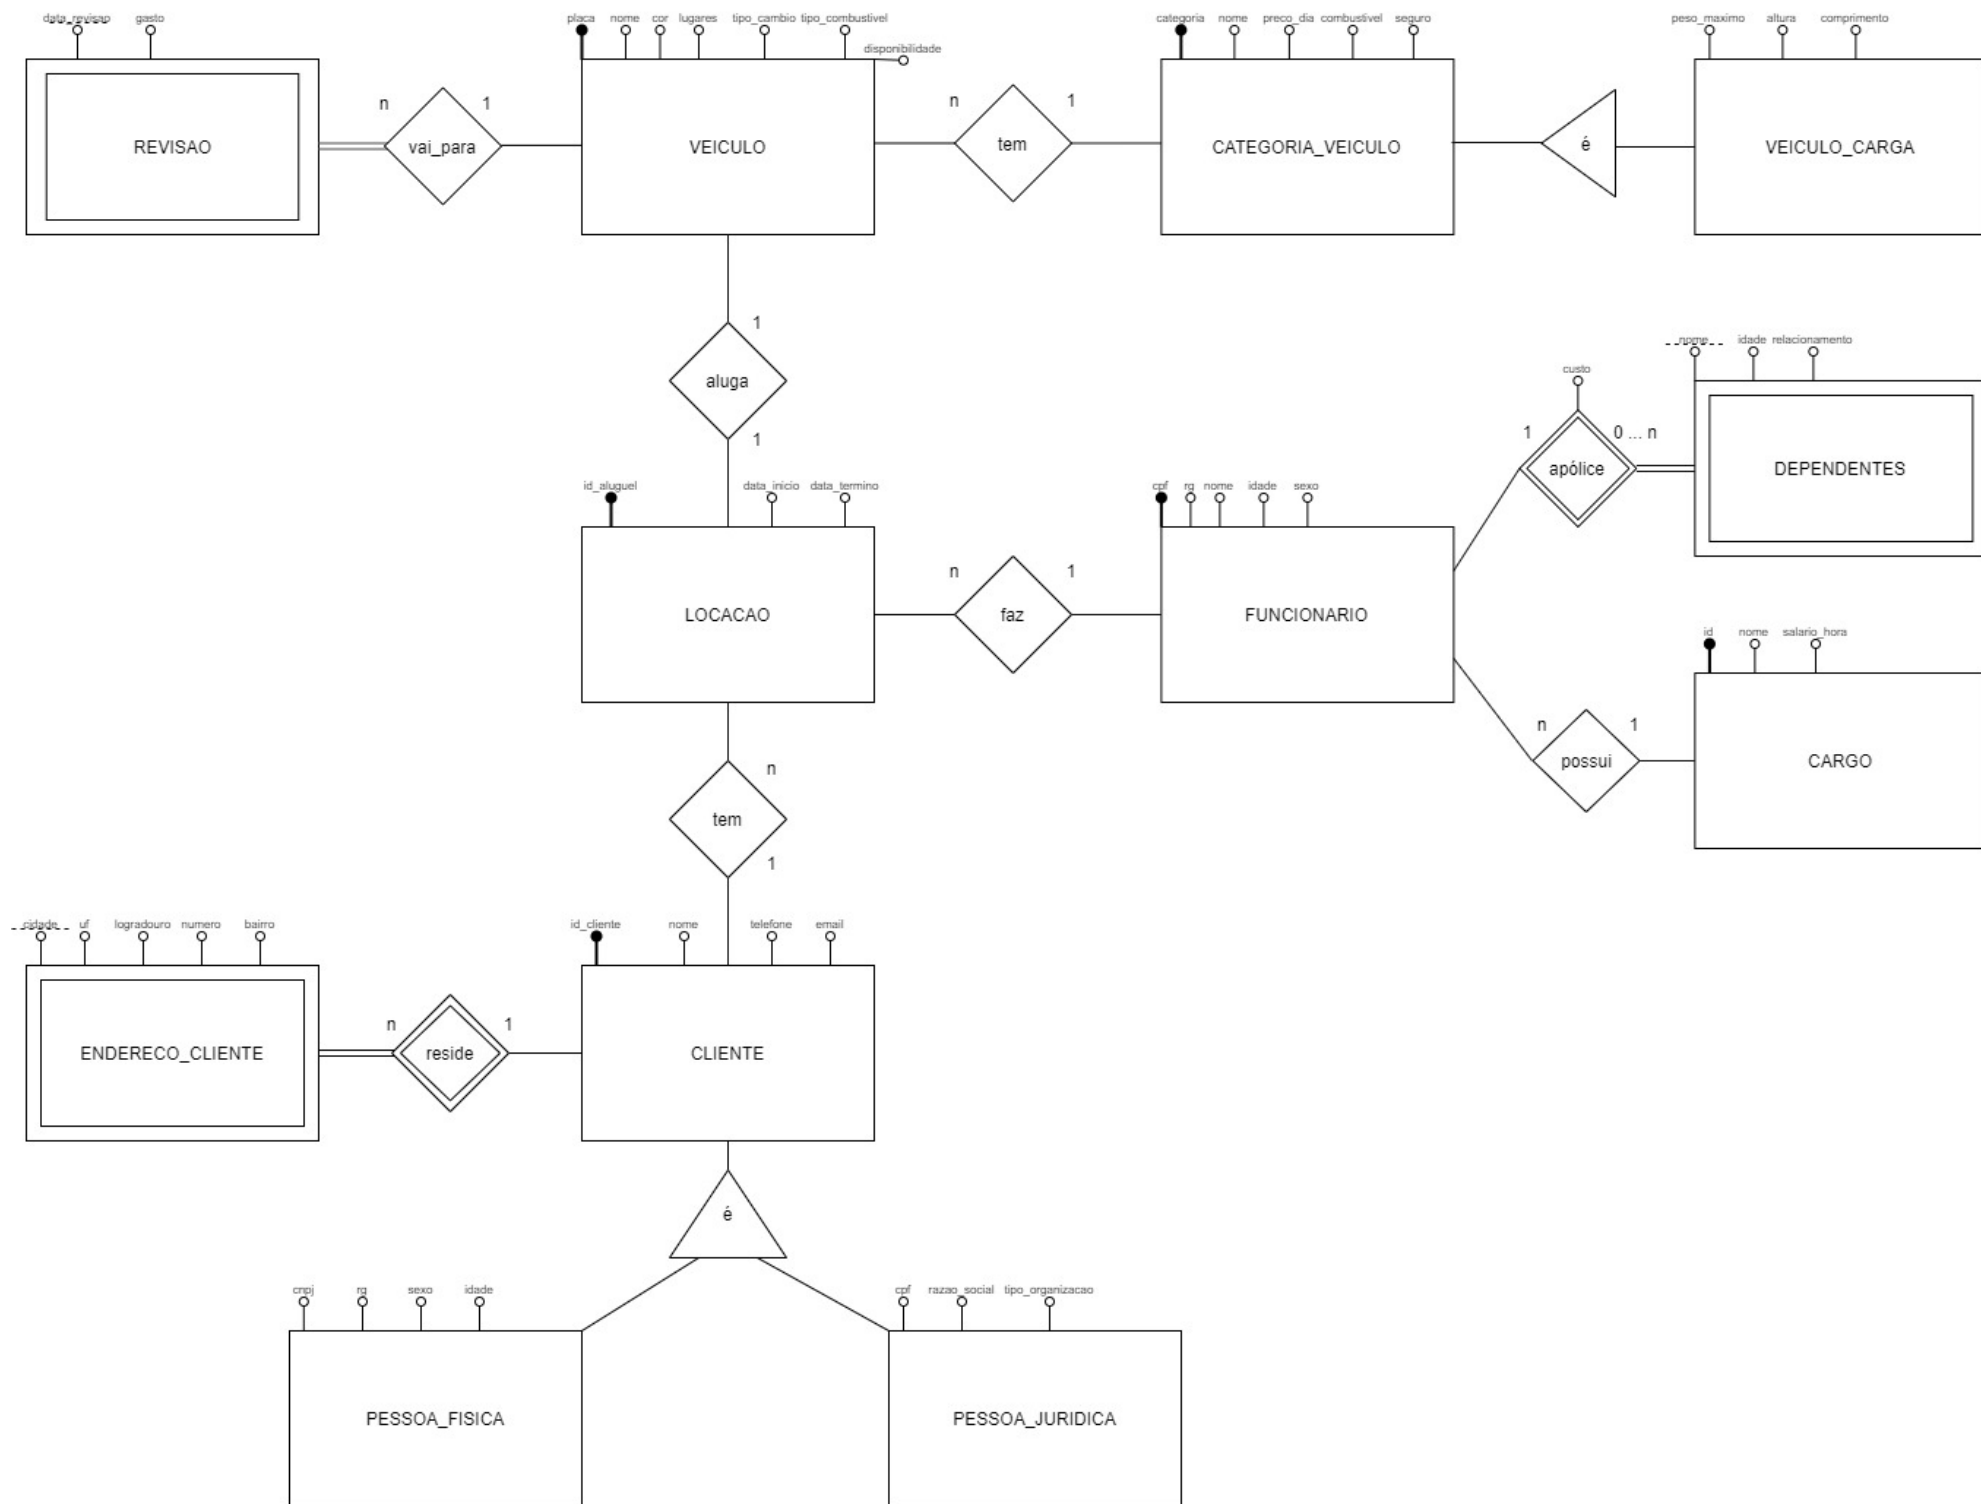 data_revisao gasto
placa nome cor lugares tipo_cambio tipo_combustivel
disponibilidade
categoria nome preco_dia combustivel seguro
peso_maximo altura comprimento
REVISAO
n
vai_para
1
VEICULO
n
tem
1
CATEGORIA_VEICULO
é
VEICULO_CARGA
1
aluga
1
nome idade relacionamento
custo
1
apólice
0 ... n
DEPENDENTES
id_aluguel data_inicio data_termino
cpf rg nome idade sexo
LOCACAO
n
faz
1
FUNCIONARIO
id nome salario_hora
n
possui
1
CARGO
n
tem
1
cidade uf logradouro numero bairro
id_cliente nome telefone email
ENDERECO_CLIENTE
n
reside
1
CLIENTE
é
cnpj rg sexo idade
cpf razao_social tipo_organizacao
PESSOA_FISICA
PESSOA_JURIDICA